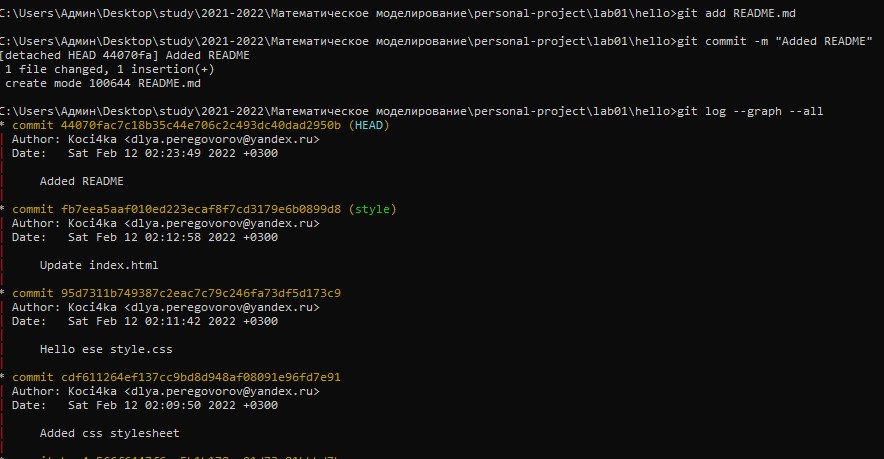 C:\Users\Админ\Desktop\study\2021-2022\Математическое моделирование\personal-project\lab01\hello>git add README.md
C:\Users\Админ\Desktop\study\2021-2022\Математическое моделирование\personal-project\lab01\hello>git commit -m "Added README"
[detached HEAD 44070fa] Added README
1 file changed, 1 insertion(+)
create mode 100644 README.md
C:\Users\Админ\Desktop\study\2021-2022\Математическое моделирование\personal-project\lab01\hello>git log --graph --all
* commit 44070fac7c18b35c44e706c2c493dc40dad2950b (HEAD)
| Author: Koci4ka <dlya.peregovorov@yandex.ru>
| Date:   Sat Feb 12 02:23:49 2022 +0300
|
|     Added README
|
* commit fb7eea5aaf010ed223ecaf8f7cd3179e6b0899d8 (style)
| Author: Koci4ka <dlya.peregovorov@yandex.ru>
| Date:   Sat Feb 12 02:12:58 2022 +0300
|
|     Update index.html
|
* commit 95d7311b749387c2eac7c79c246fa73df5d173c9
| Author: Koci4ka <dlya.peregovorov@yandex.ru>
| Date:   Sat Feb 12 02:11:42 2022 +0300
|
|     Hello ese style.css
|
* commit cdf611264ef137cc9bd8d948af08091e96fd7e91
| Author: Koci4ka <dlya.peregovorov@yandex.ru>
| Date:   Sat Feb 12 02:09:50 2022 +0300
|
|     Added css stylesheet
|